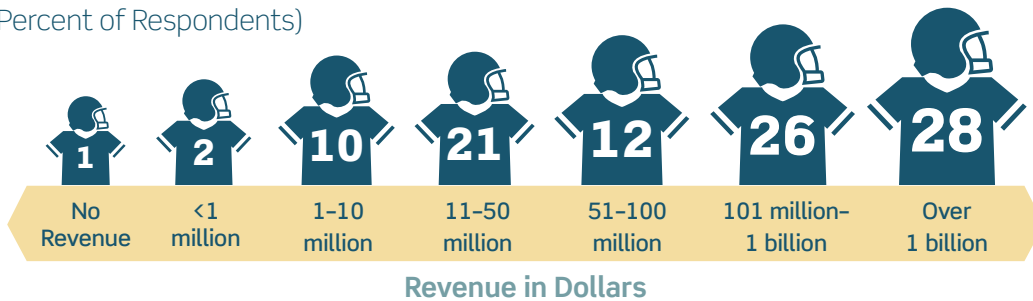 Percent of Respondents)
1 2 10 21 12 26 28
No Revenue
<1 million
1–10 million
11–50 million
51–100 million
101 million– 1 billion
Over 1 billion
Revenue in Dollars